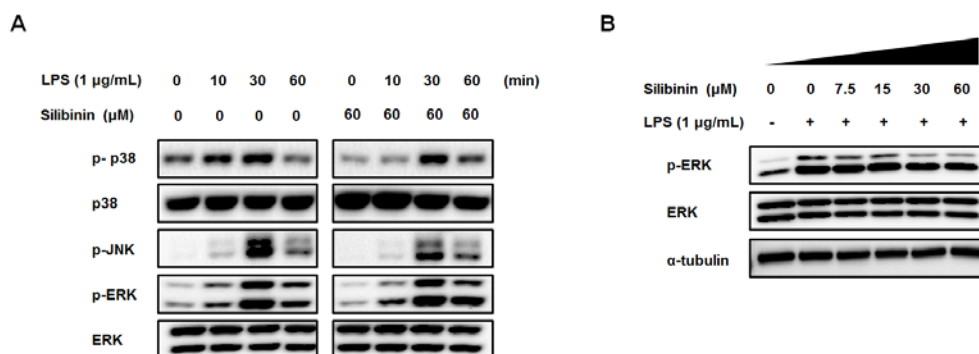 A
LPS (1 µg/mL) 0 10 30 60 0 10 30 60 (min)
Silibinin (µM) 0 0 0 0 60 60 60 60
p- p38
p38
p-JNK
p-ERK
ERK
B
Silibinin (µM) 0 0 7.5 15 30 60
LPS (1 µg/mL) - + + + + +
p-ERK
ERK
α-tubulin